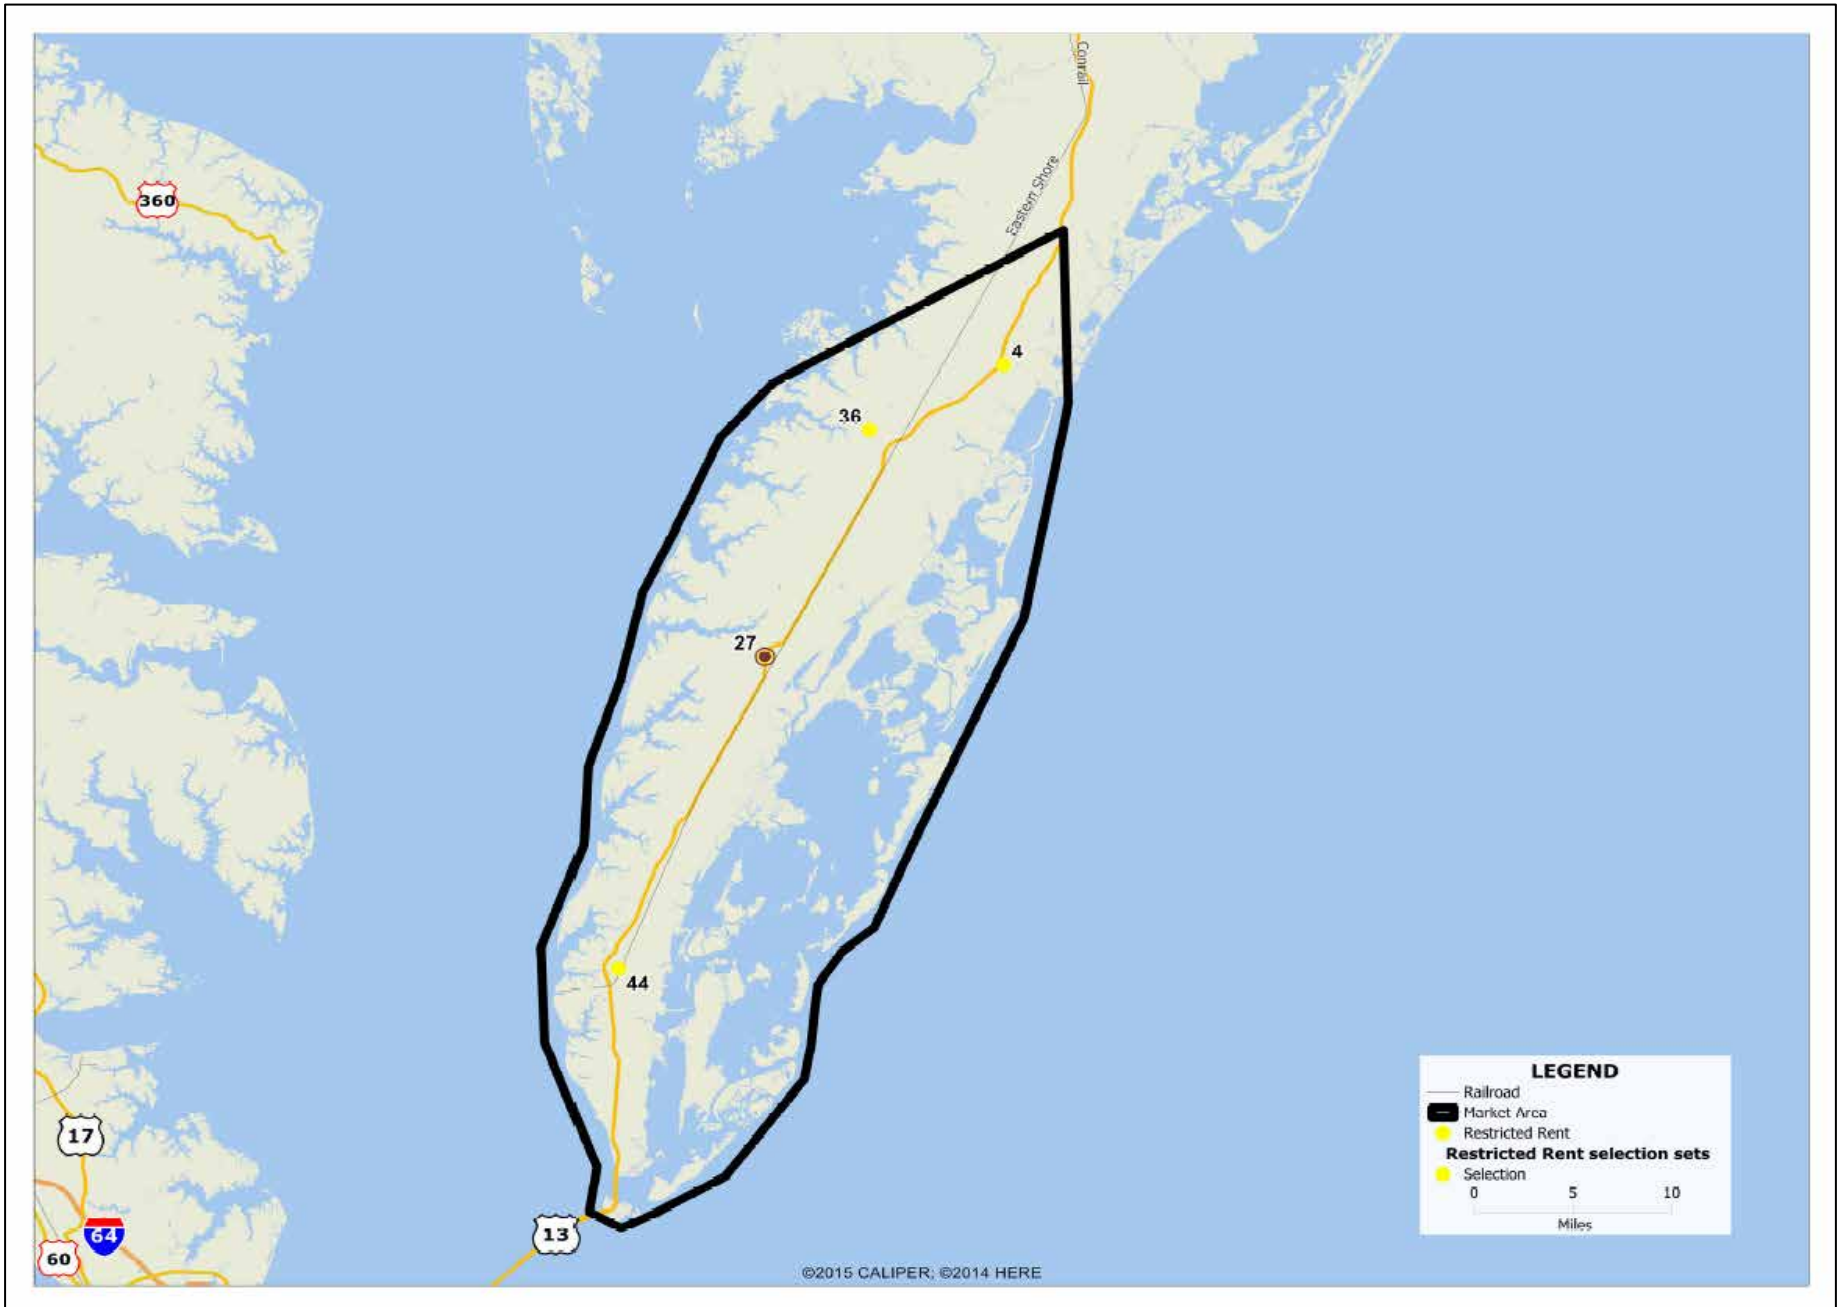 Conrail
360
Eastern Shore
4
36
27
44
17
64
60
13
LEGEND
Railroad
Market Area
Restricted Rent
Restricted Rent selection sets
Selection
0 5 10
Miles
©2015 CALIPER; ©2014 HERE